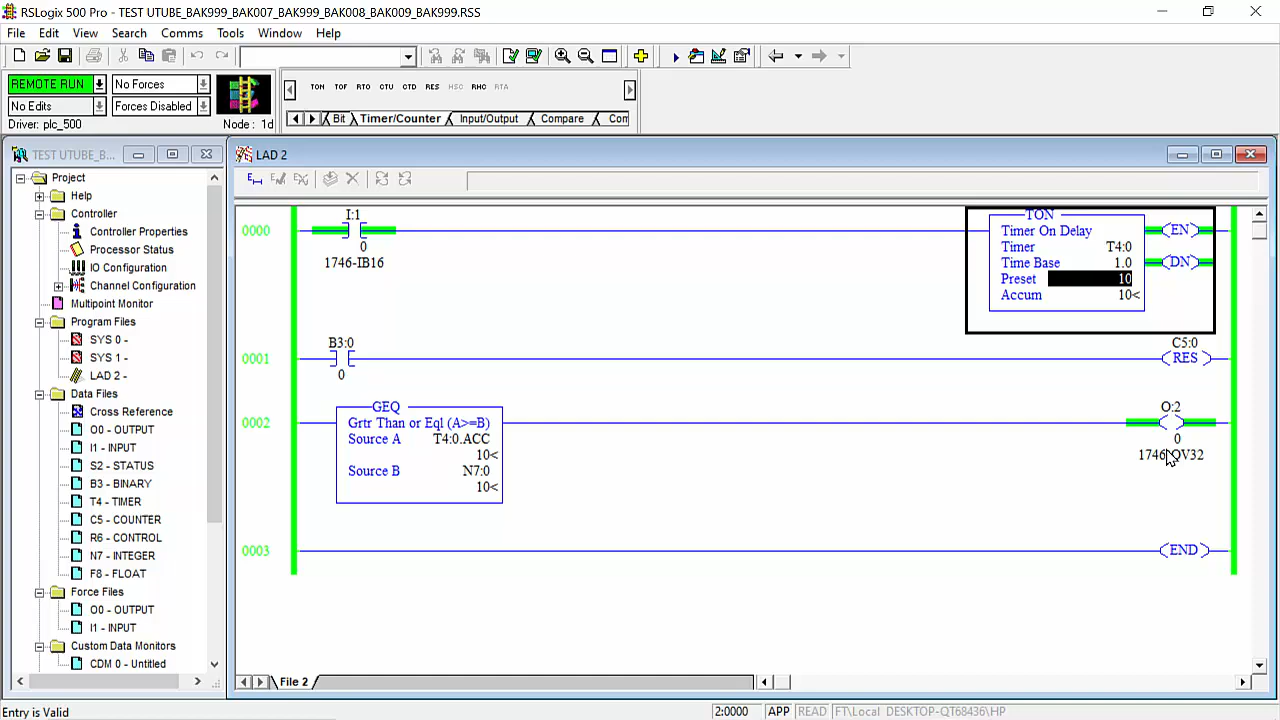 RSLogix 500 Pro - TEST UTUBE_BAK999_BAK007_BAK999_BAK008_BAK009_BAK999.RSS
File Edit View Search Comms Tools Window Help
REMOTE RUN No Forces
No Edits Forces Disabled
Driver: plc_500 Node : 1d
TON TOF RTO CTU CTD RES HSC RHC RTA
Bit Timer/Counter Input/Output Compare Com
TEST UTUBE_B...
Project
Help
Controller
Controller Properties
Processor Status
IO Configuration
Channel Configuration
Multipoint Monitor
Program Files
SYS 0 -
SYS 1 -
LAD 2 -
Data Files
Cross Reference
O0 - OUTPUT
I1 - INPUT
S2 - STATUS
B3 - BINARY
T4 - TIMER
C5 - COUNTER
R6 - CONTROL
N7 - INTEGER
F8 - FLOAT
Force Files
O0 - OUTPUT
I1 - INPUT
Custom Data Monitors
CDM 0 - Untitled
LAD 2
0000
I:1
0
1746-IB16
TON
Timer On Delay
Timer T4:0
Time Base 1.0
Preset 10
Accum 10<
EN
DN
0001
B3:0
0
C5:0
RES
0002
GEQ
Grtr Than or Eql (A>=B)
Source A T4:0.ACC
10<
Source B N7:0
10<
O:2
0
0003
END
File 2
Entry is Valid 2:0000 APP READ FT\Local DESKTOP-QT68436\HP